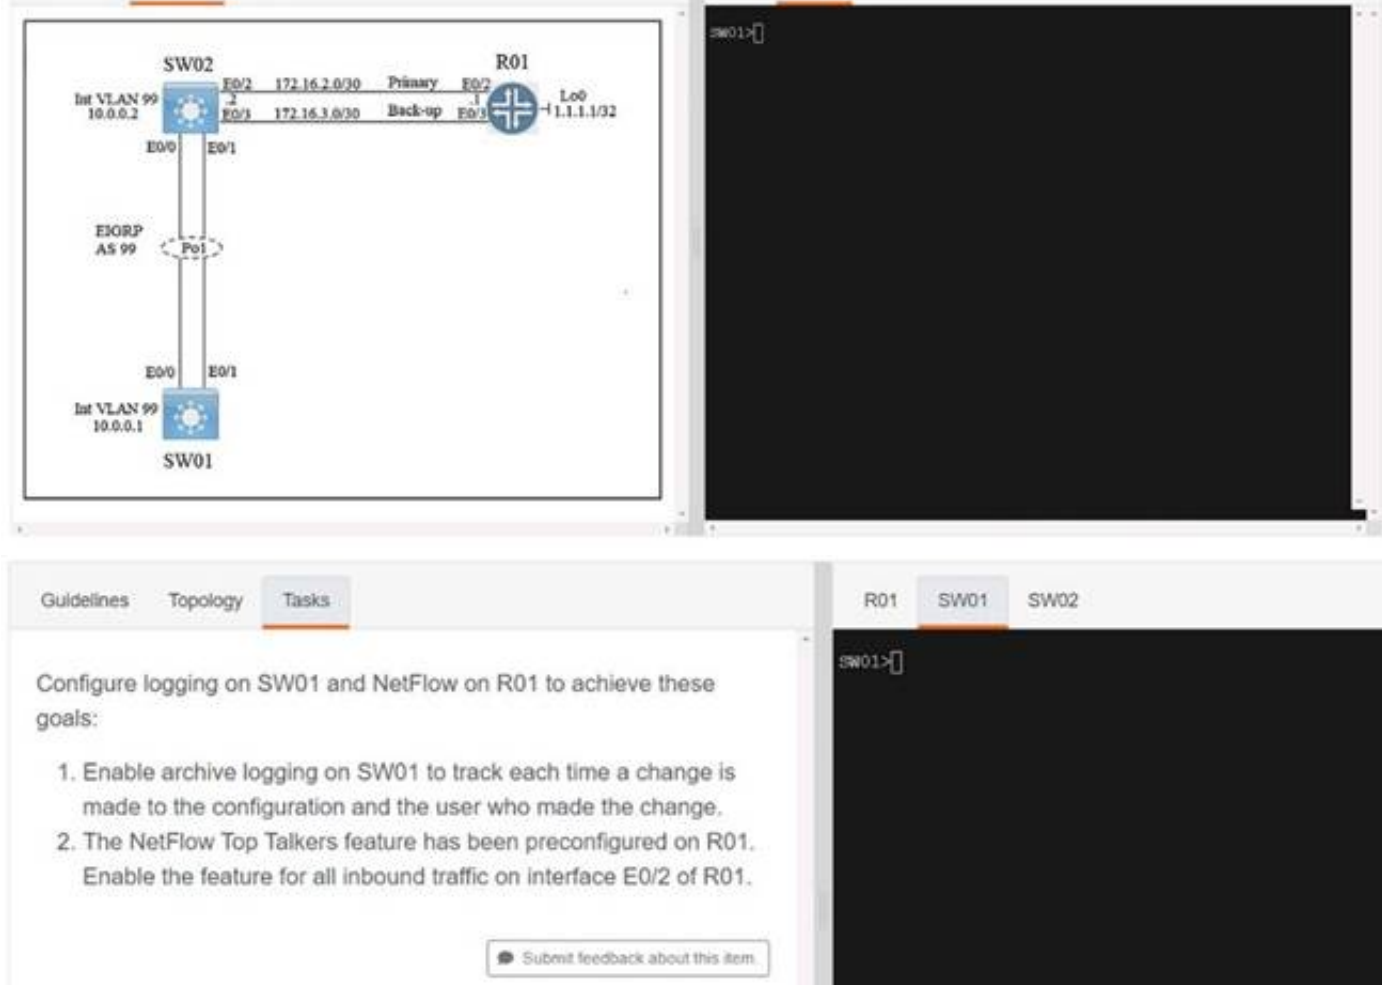 SW02
R01
E0/2 172.16.2.0/30 Primary E0/2
Int VLAN 99
10.0.0.2
.2
.1
Lo0
1.1.1.1/32
E0/3 172.16.3.0/30 Back-up E0/3
E0/0 E0/1
EIGRP
AS 99
Po1
E0/0 E0/1
Int VLAN 99
10.0.0.1
SW01
SW01>
Guidelines Topology Tasks
R01 SW01 SW02
Configure logging on SW01 and NetFlow on R01 to achieve these
goals:
1. Enable archive logging on SW01 to track each time a change is
made to the configuration and the user who made the change.
2. The NetFlow Top Talkers feature has been preconfigured on R01.
Enable the feature for all inbound traffic on interface E0/2 of R01.
Submit feedback about this item.
SW01>